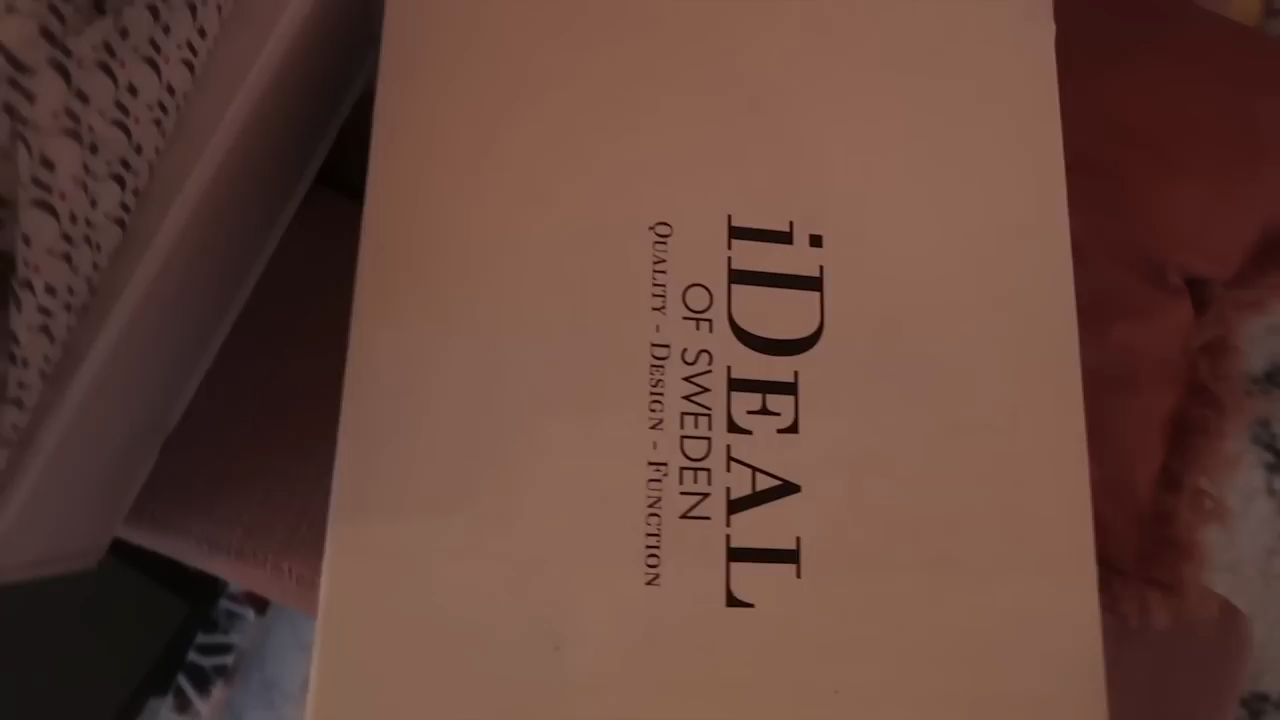 iDEAL
OF SWEDEN
QUALITY - DESIGN - FUNCTION